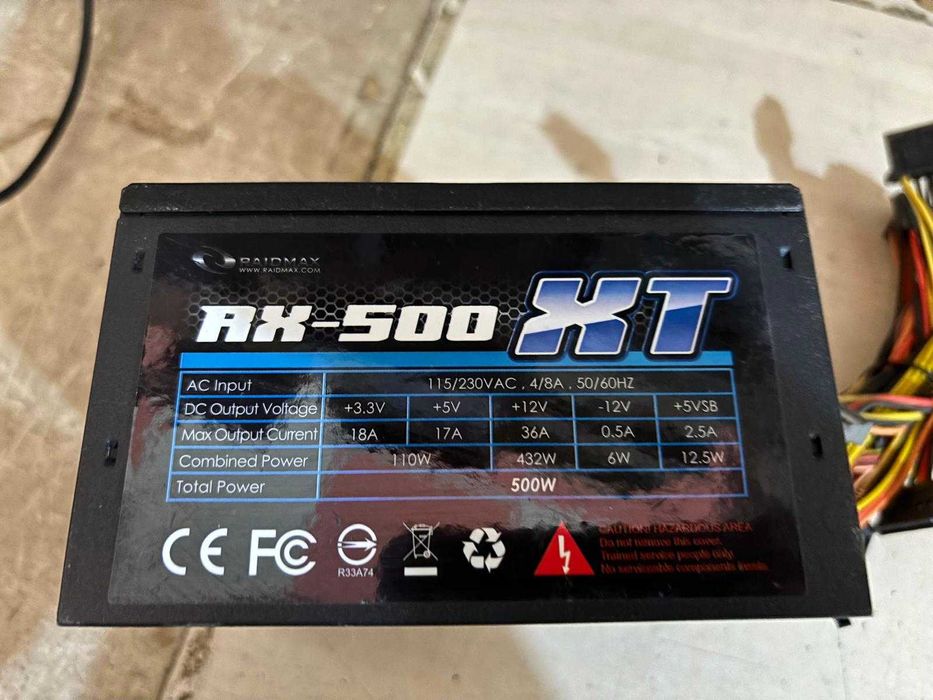 RAIDMAX
WWW.RAIDMAX.COM
RX-500 XT
AC Input 115/230VAC , 4/8A , 50/60HZ
DC Output Voltage +3.3V +5V +12V -12V +5VSB
Max Output Current 18A 17A 36A 0.5A 2.5A
Combined Power 110W 432W 6W 12.5W
Total Power 500W
CE FC
R33A74
CAUTION! HAZARDOUS AREA
Do not remove this cover.
Trained service people only.
No serviceable components inside.